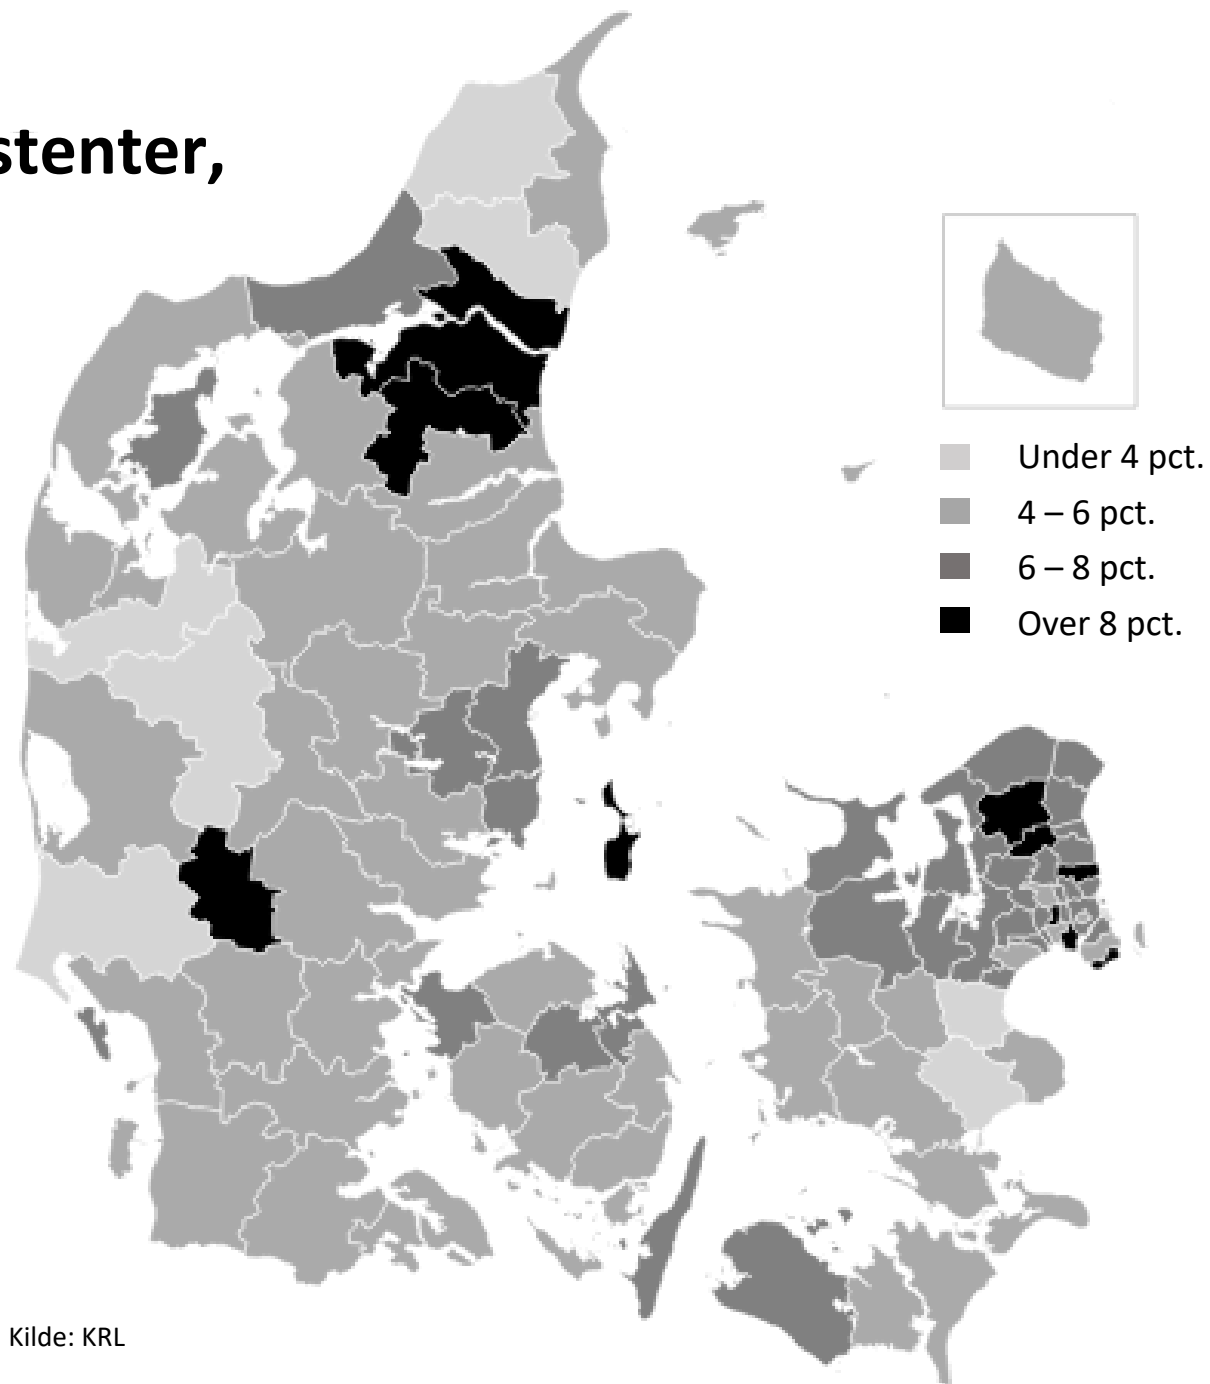 stenter,
Under 4 pct.
4 – 6 pct.
6 – 8 pct.
Over 8 pct.
Kilde: KRL